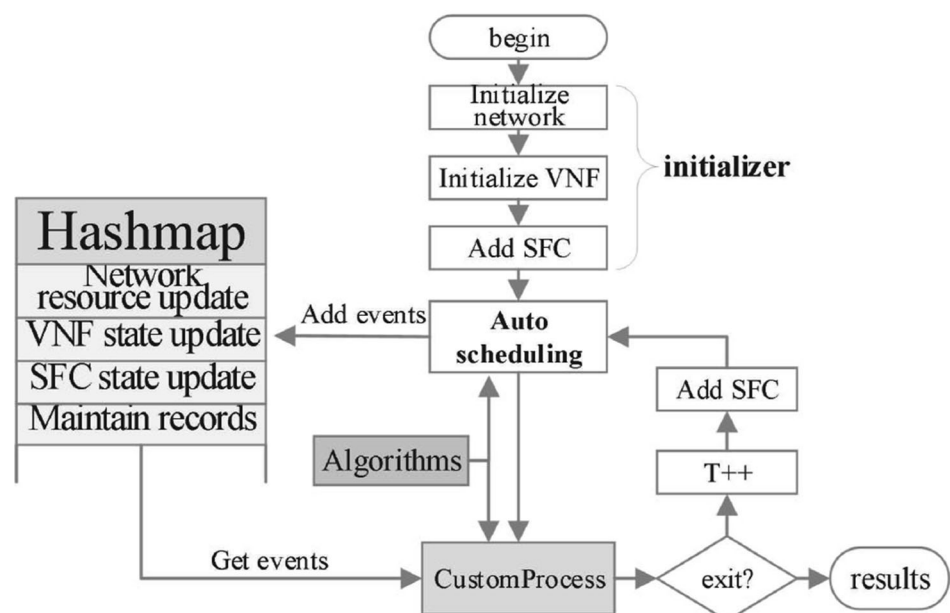 begin
Initialize
network
Initialize VNF
initializer
Add SFC
Hashmap
Network
resource update
VNF state update
SFC state update
Maintain records
Add events
Auto
scheduling
Add SFC
Algorithms
T++
Get events
CustomProcess
exit?
results